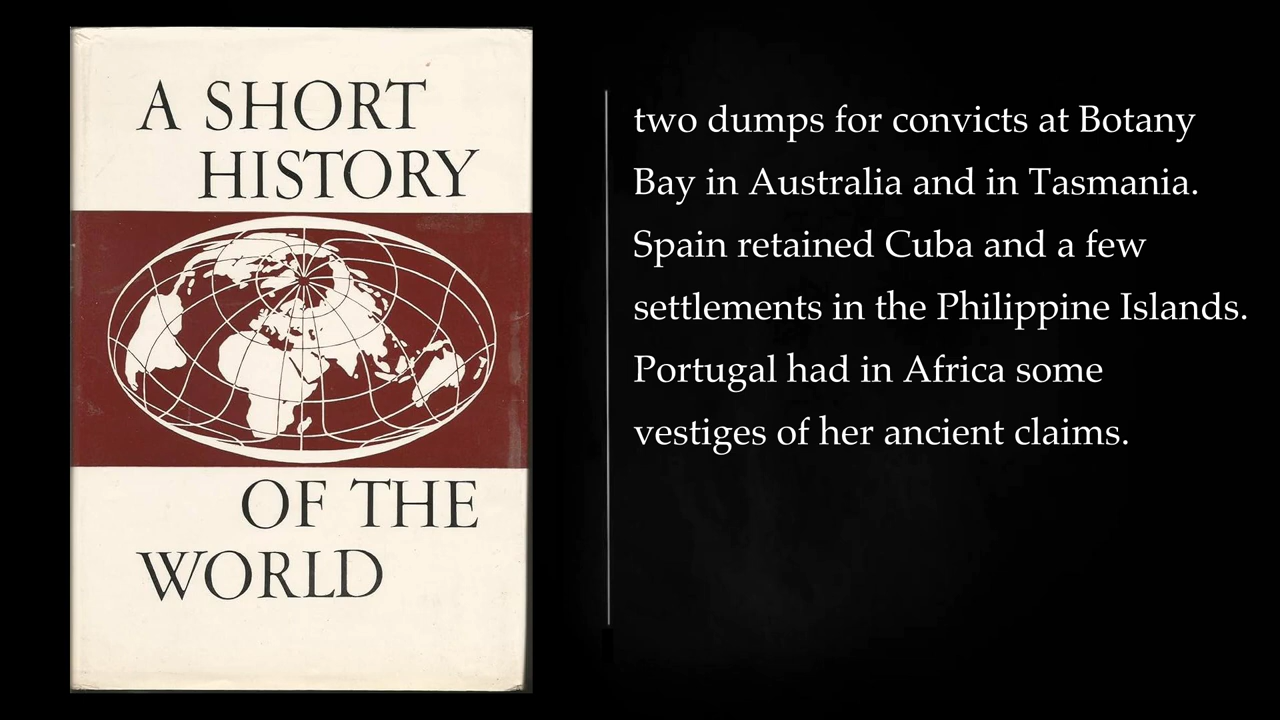 A SHORT
HISTORY
OF THE
WORLD
two dumps for convicts at Botany
Bay in Australia and in Tasmania.
Spain retained Cuba and a few
settlements in the Philippine Islands.
Portugal had in Africa some
vestiges of her ancient claims.